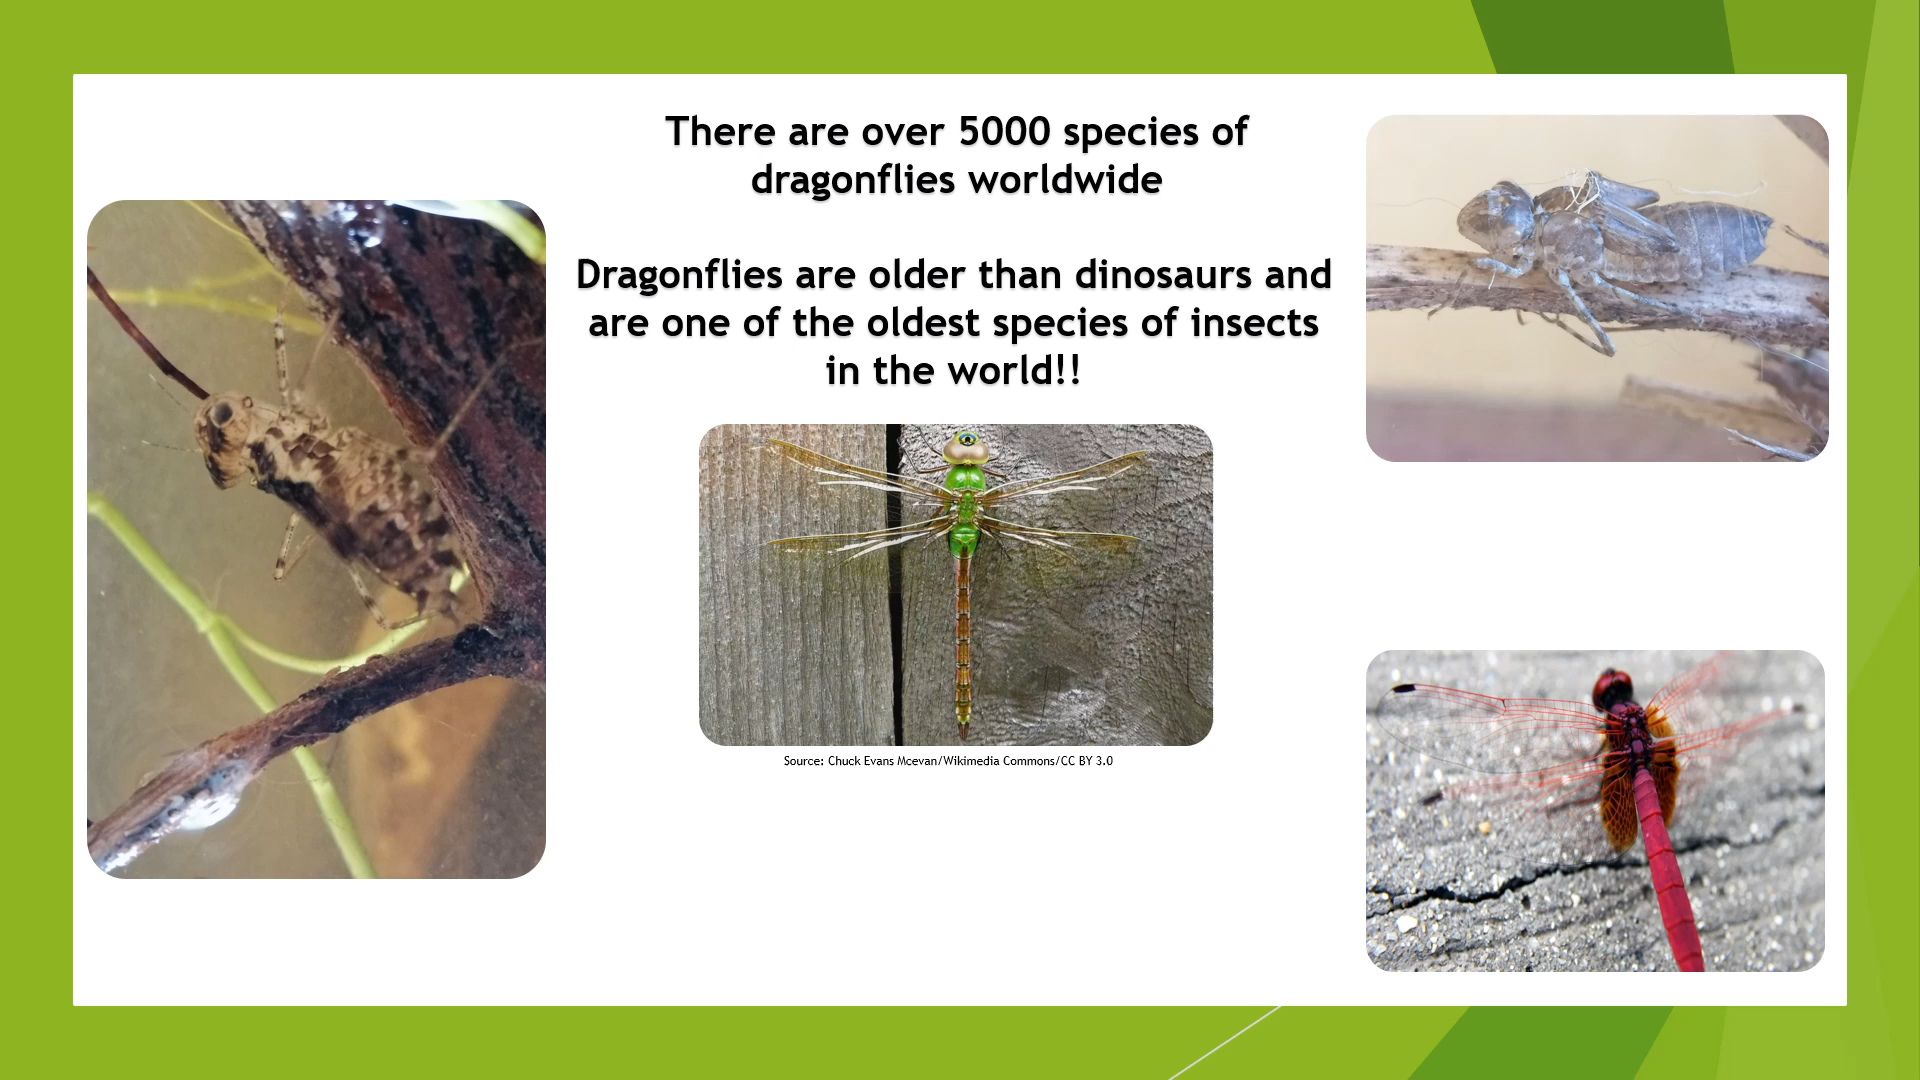 There are over 5000 species of
dragonflies worldwide
Dragonflies are older than dinosaurs and
are one of the oldest species of insects
in the world!!
Source: Chuck Evans Mcevan/Wikimedia Commons/CC BY 3.0